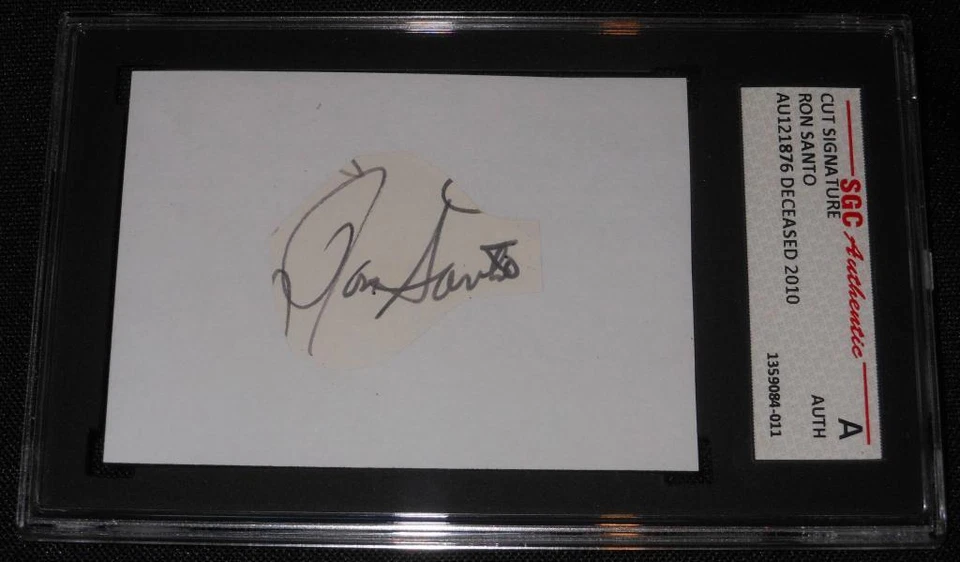 Ron Santo
SGC Authentic
A
CUT SIGNATURE
RON SANTO
AUTH
AU121876 DECEASED 2010
1359084-011